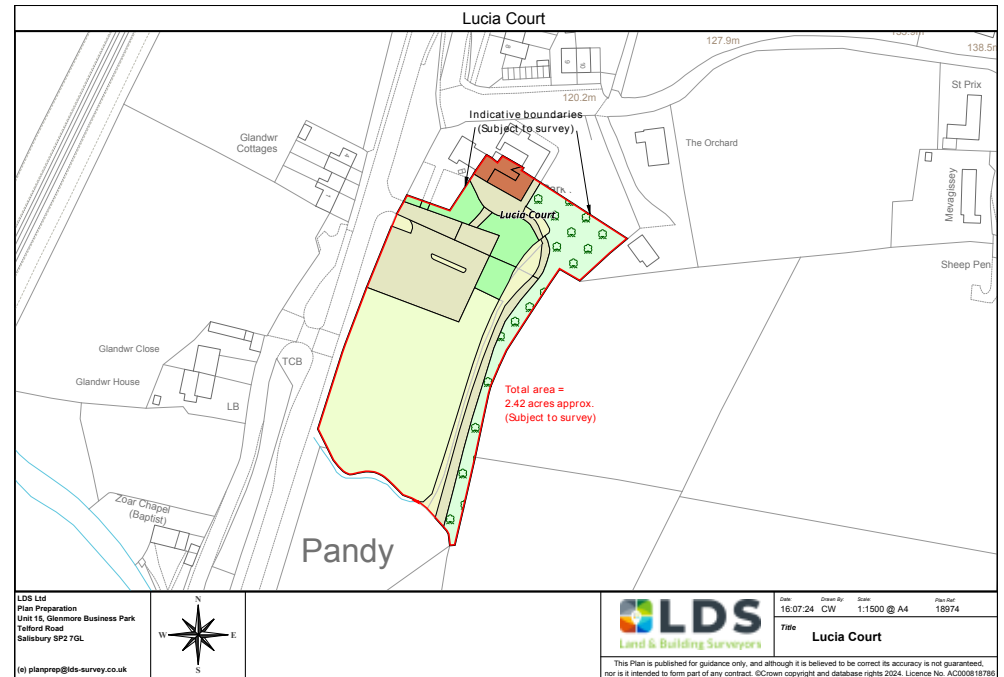 Lucia Court
127.9m
138.5m
St Prix
120.2m
Indicative boundaries
(Subject to survey)
The Orchard
Glandwr
Cottages
Lucia Court
Mevaglissey
Sheep Pen
Glandwr Close
TCB
Glandwr House
LB
Total area =
2.42 acres approx.
(Subject to survey)
Zoar Chapel
(Baptist)
Pandy
LDS Ltd
Plan Preparation
Unit 15, Glenmore Business Park
Telford Road
Salisbury SP2 7GL
(e) planprep@lds-survey.co.uk
N
W
E
S
LDS
Land & Building Surveyors
Date: Drawn By: Scale: Plan Ref:
16:07:24 CW 1:1500 @ A4 18974
Title
Lucia Court
This Plan is published for guidance only, and although it is believed to be correct its accuracy is not guaranteed,
nor is it intended to form part of any contract. ©Crown copyright and database rights 2024. Licence No. AC000818786